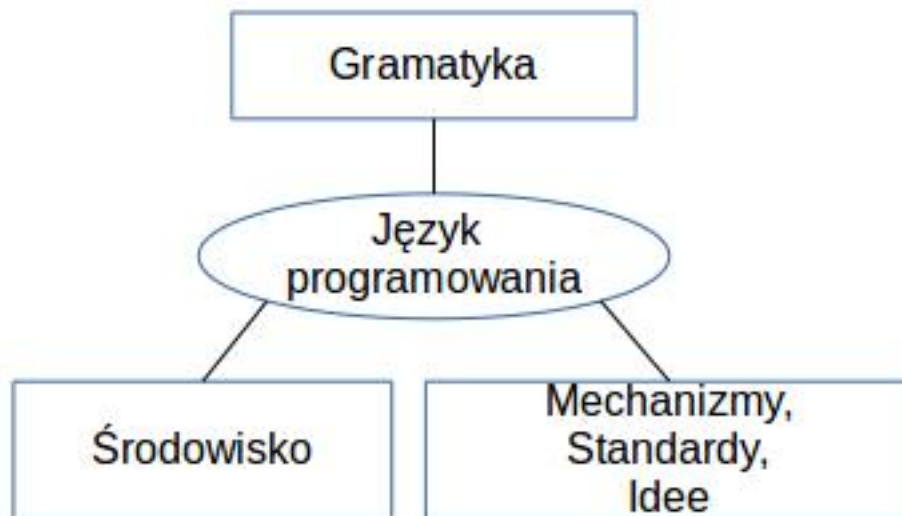 Gramatyka
Język
programowania
Środowisko
Mechanizmy,
Standardy,
Idee